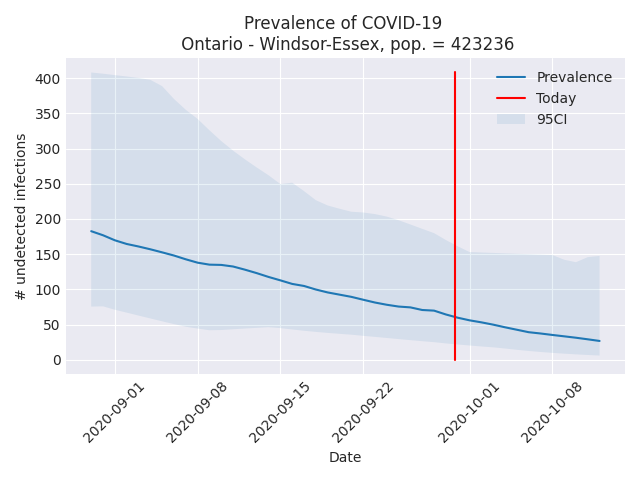 Prevalence of COVID-19
Ontario - Windsor-Essex, pop. = 423236
Prevalence
Today
95CI
# undetected infections
400
350
300
250
200
150
100
50
0
2020-09-01
2020-09-08
2020-09-15
2020-09-22
2020-10-01
2020-10-08
Date